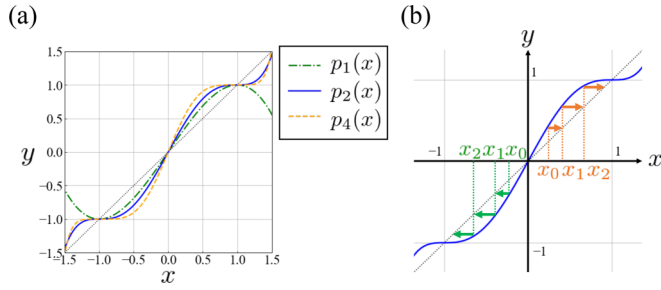 (a)
1.5
1.0
0.5
0.0
−0.5
−1.0
−1.5
y
−1.5 −1.0 −0.5 0.0 0.5 1.0 1.5
x
p₁(x)
p₂(x)
p₄(x)
(b)
y
1
x₂ x₁ x₀
−1
1
x
x₀ x₁ x₂
−1